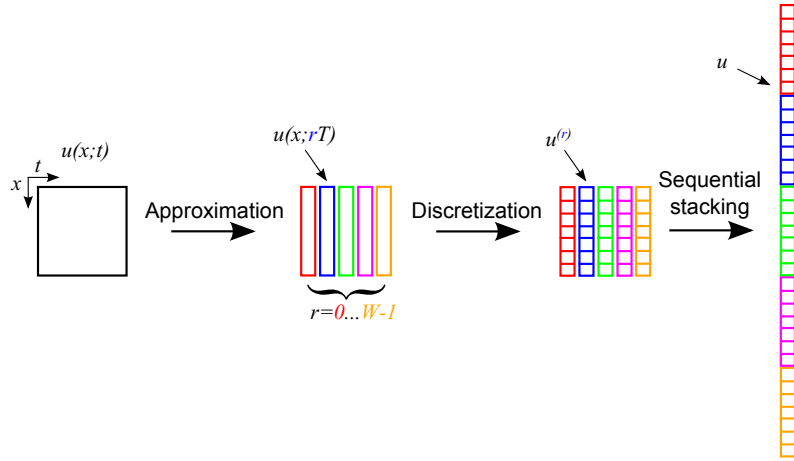 u(x;t)
t
x
Approximation
u(x;rT)
r=0...W-1
Discretization
u^(r)
Sequential
stacking
u